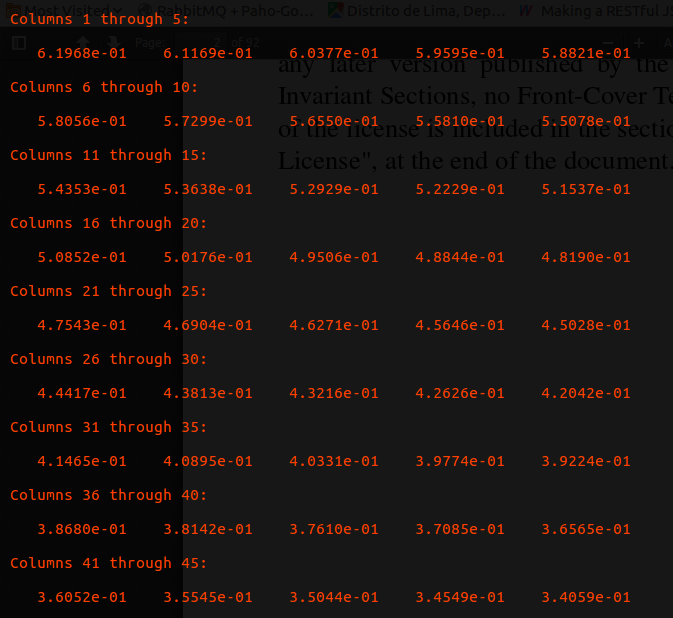 Most Visited RabbitMQ + Paho-Go… Distrito de Lima, Dep… Making a RESTful JS
Columns 1 through 5:
Page: 2 of 92
6.1968e-01 6.1169e-01 6.0377e-01 5.9595e-01 5.8821e-01
any later version published by the
Columns 6 through 10:
Invariant Sections, no Front-Cover Te
5.8056e-01 5.7299e-01 5.6550e-01 5.5810e-01 5.5078e-01
of the license is included in the sectio
Columns 11 through 15:
License", at the end of the document.
5.4353e-01 5.3638e-01 5.2929e-01 5.2229e-01 5.1537e-01
Columns 16 through 20:
5.0852e-01 5.0176e-01 4.9506e-01 4.8844e-01 4.8190e-01
Columns 21 through 25:
4.7543e-01 4.6904e-01 4.6271e-01 4.5646e-01 4.5028e-01
Columns 26 through 30:
4.4417e-01 4.3813e-01 4.3216e-01 4.2626e-01 4.2042e-01
Columns 31 through 35:
4.1465e-01 4.0895e-01 4.0331e-01 3.9774e-01 3.9224e-01
Columns 36 through 40:
3.8680e-01 3.8142e-01 3.7610e-01 3.7085e-01 3.6565e-01
Columns 41 through 45:
3.6052e-01 3.5545e-01 3.5044e-01 3.4549e-01 3.4059e-01